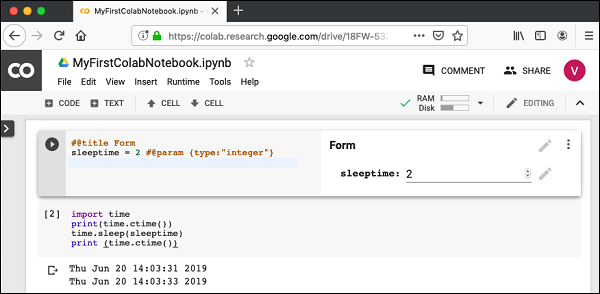 MyFirstColabNotebook.ipynb -
https://colab.research.google.com/drive/18FW-53
MyFirstColabNotebook.ipynb
COMMENT
SHARE
V
File Edit View Insert Runtime Tools Help
CODE TEXT CELL CELL
RAM
Disk
EDITING
#@title Form
sleeptime = 2 #@param {type:"integer"}
Form
sleeptime: 2
[2] import time
print(time.ctime())
time.sleep(sleeptime)
print (time.ctime())
Thu Jun 20 14:03:31 2019
Thu Jun 20 14:03:33 2019